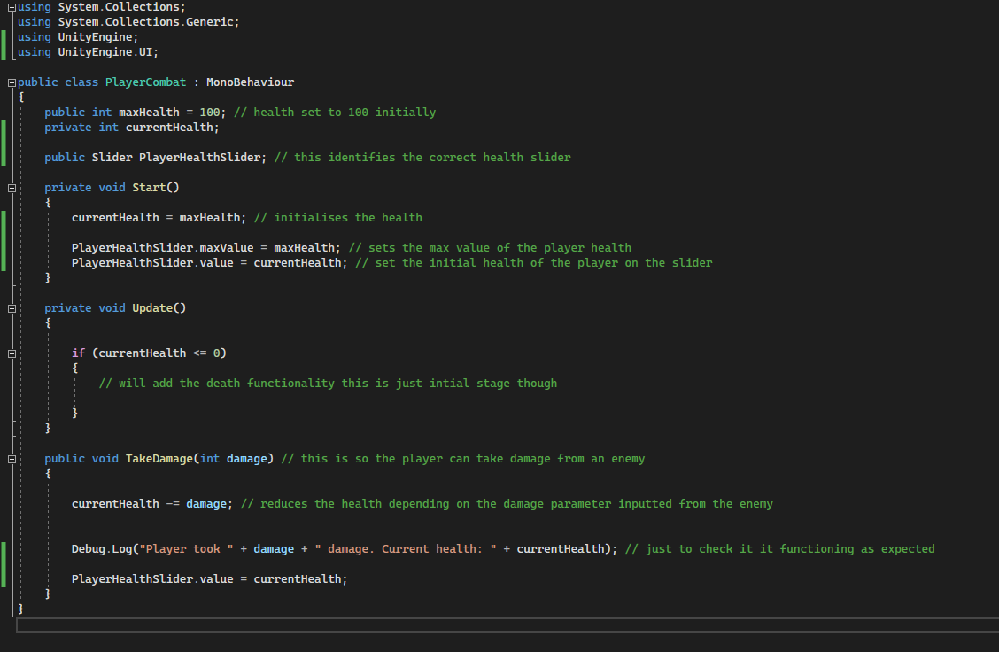 using System.Collections;
using System.Collections.Generic;
using UnityEngine;
using UnityEngine.UI;
public class PlayerCombat : MonoBehaviour
{
public int maxHealth = 100; // health set to 100 initially
private int currentHealth;
public Slider PlayerHealthSlider; // this identifies the correct health slider
private void Start()
{
currentHealth = maxHealth; // initialises the health
PlayerHealthSlider.maxValue = maxHealth; // sets the max value of the player health
PlayerHealthSlider.value = currentHealth; // set the initial health of the player on the slider
}
private void Update()
{
if (currentHealth <= 0)
{
// will add the death functionality this is just intial stage though
}
}
public void TakeDamage(int damage) // this is so the player can take damage from an enemy
{
currentHealth -= damage; // reduces the health depending on the damage parameter inputted from the enemy
Debug.Log("Player took " + damage + " damage. Current health: " + currentHealth); // just to check it it functioning as expected
PlayerHealthSlider.value = currentHealth;
}
}